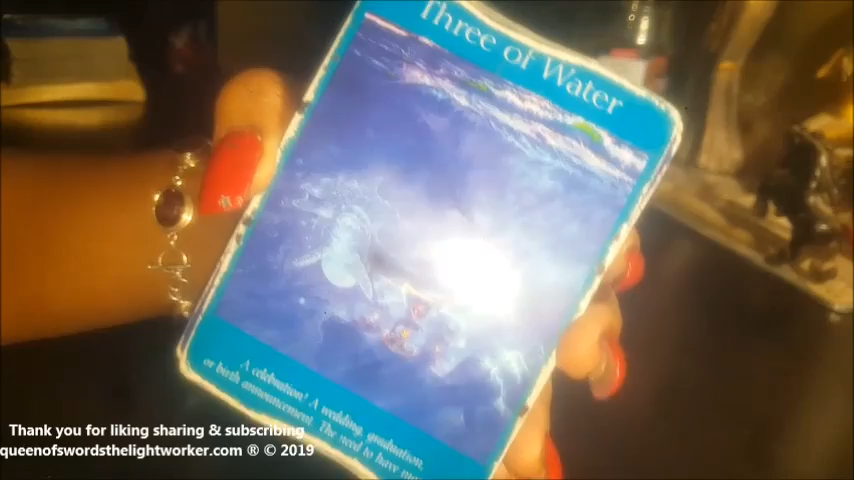 Three of Water
A celebration! A wedding, graduation,
or birth announcement. The need to have
Thank you for liking sharing & subscribing
queenofswordsthelightworker.com ® © 2019